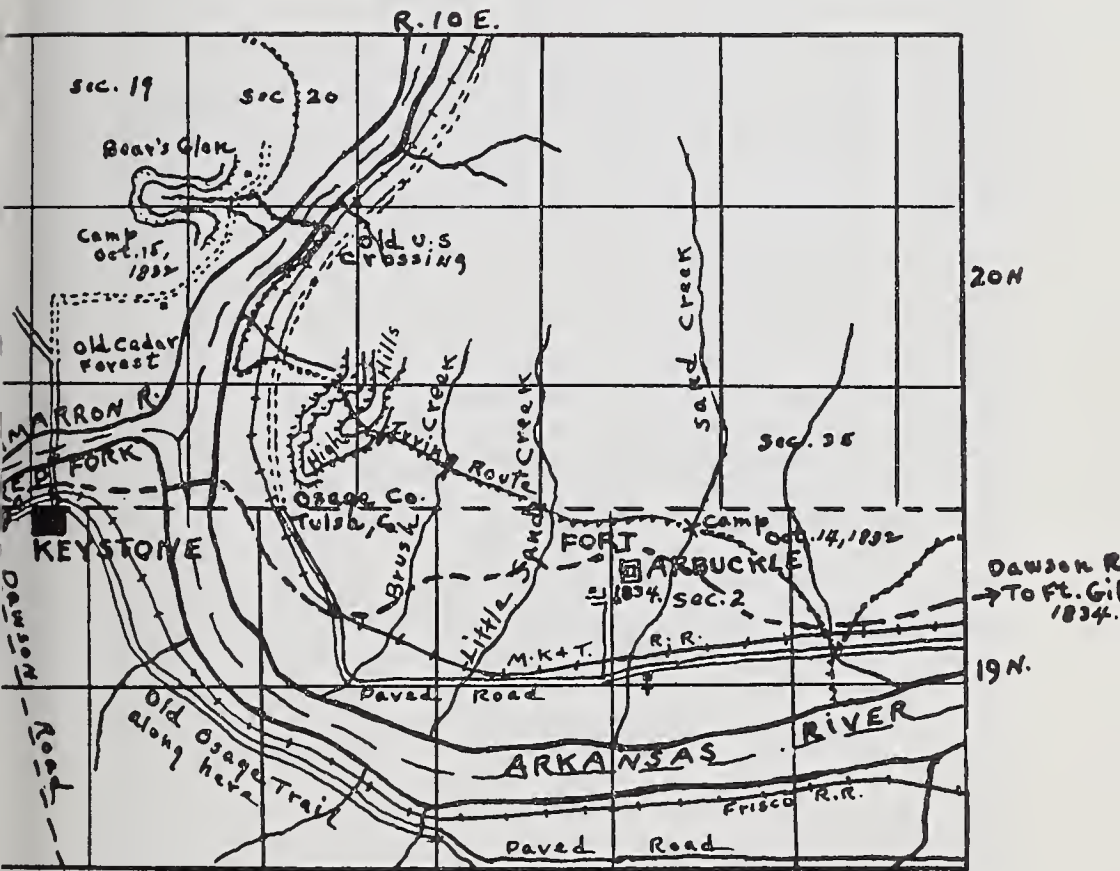 R. 10 E.
Sec. 19
Sec 20
Bear's Glen
Camp
Oct. 15,
1832
Old U.S
Crossing
20N
Old Cedar
Forest
MARRON R.
RED FORK
High Hills
Brush Creek
Little Sand Creek
Sand Creek
Irving Route
Sec. 35
Osage Co.
Tulsa, Co.
KEYSTONE
Camp
Oct. 14, 1832
FORT
ARBUCKLE
1834.
Sec. 2
Dawson R
To Ft. Gi
1834.
M.K+T. R.R.
Paved Road
19 N.
Dawson Road
Old Osage Trail
along here
ARKANSAS RIVER
Frisco R.R.
Paved Road